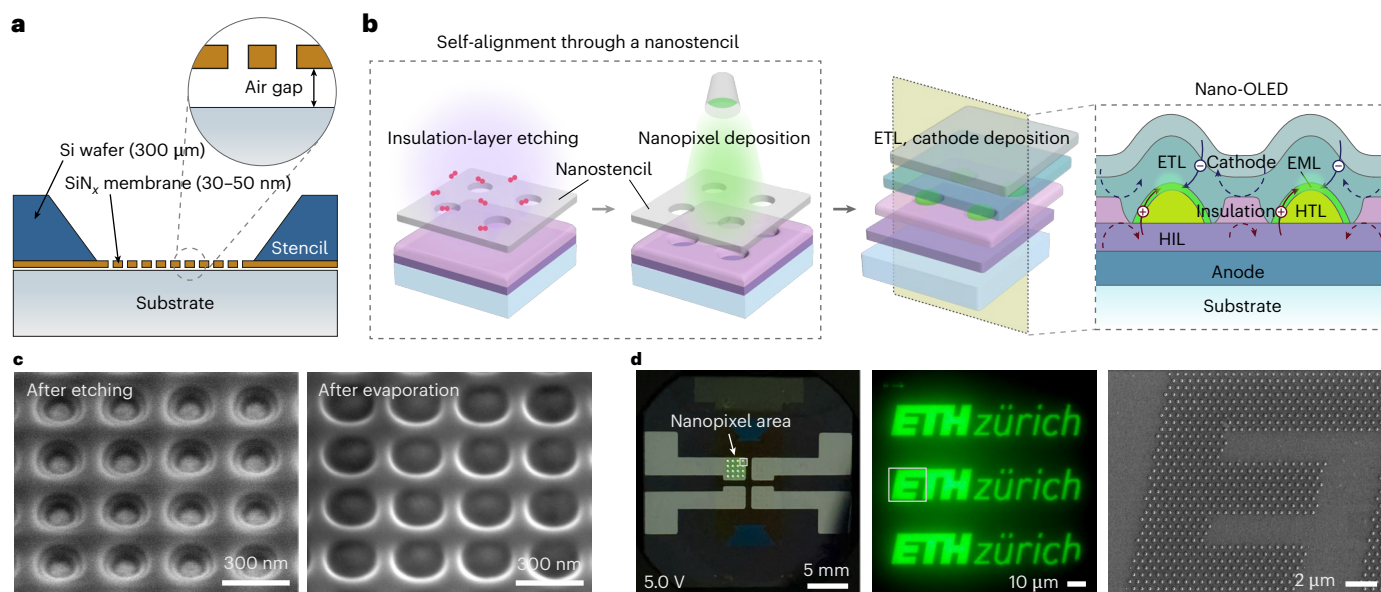 a
Air gap
Si wafer (300 µm)
SiNₓ membrane (30–50 nm)
Stencil
Substrate
b
Self-alignment through a nanostencil
Insulation-layer etching
Nanopixel deposition
Nanostencil
ETL, cathode deposition
Nano-OLED
ETL
Cathode
EML
−
−
Insulation
+
+
HTL
HIL
Anode
Substrate
c
After etching
300 nm
After evaporation
300 nm
d
Nanopixel area
5.0 V
5 mm
ETH zürich
ETH zürich
ETH zürich
10 µm
2 µm